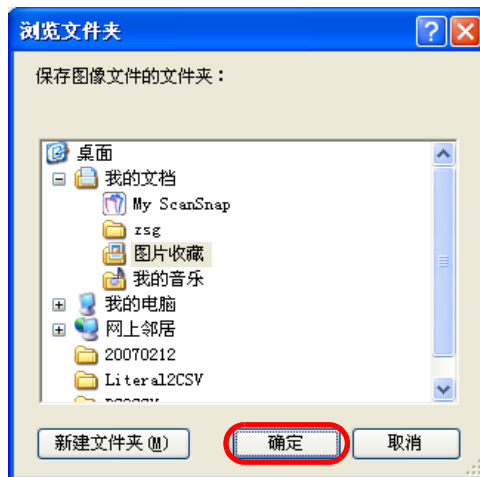 浏览文件夹
保存图像文件的文件夹：
桌面
我的文档
My ScanSnap
zsg
图片收藏
我的音乐
我的电脑
网上邻居
20070212
Literal2CSV
新建文件夹(M) 确定 取消